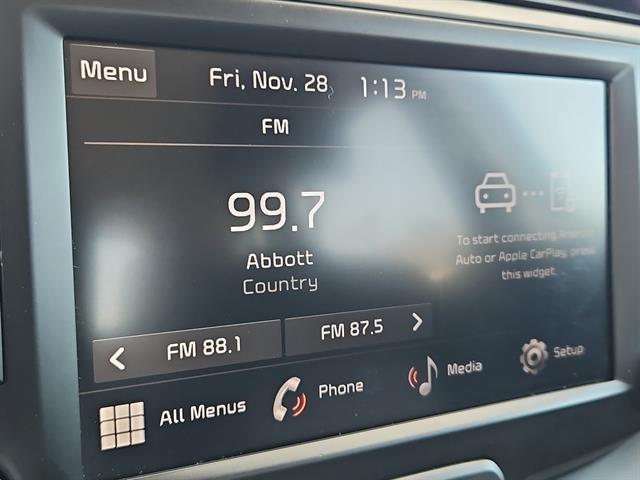 Menu
Fri, Nov. 28
1:13 PM
FM
99.7
Abbott
Country
To start connecting Android
Auto or Apple CarPlay, press
this widget.
FM 88.1
FM 87.5
All Menus
Phone
Media
Setup